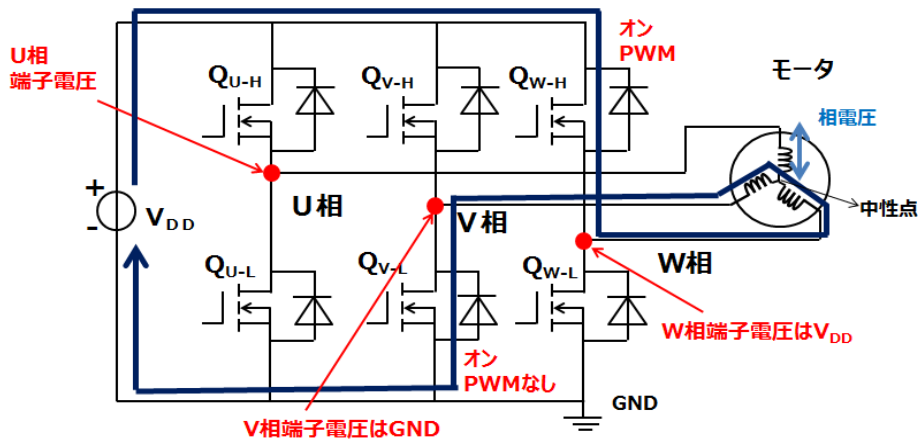 オン
PWM
U相
端子電圧
モータ
QU-H
QV-H
QW-H
相電圧
+
-
VDD
U相
V相
中性点
W相
QU-L
QV-L
QW-L
W相端子電圧はVDD
オン
PWMなし
GND
V相端子電圧はGND